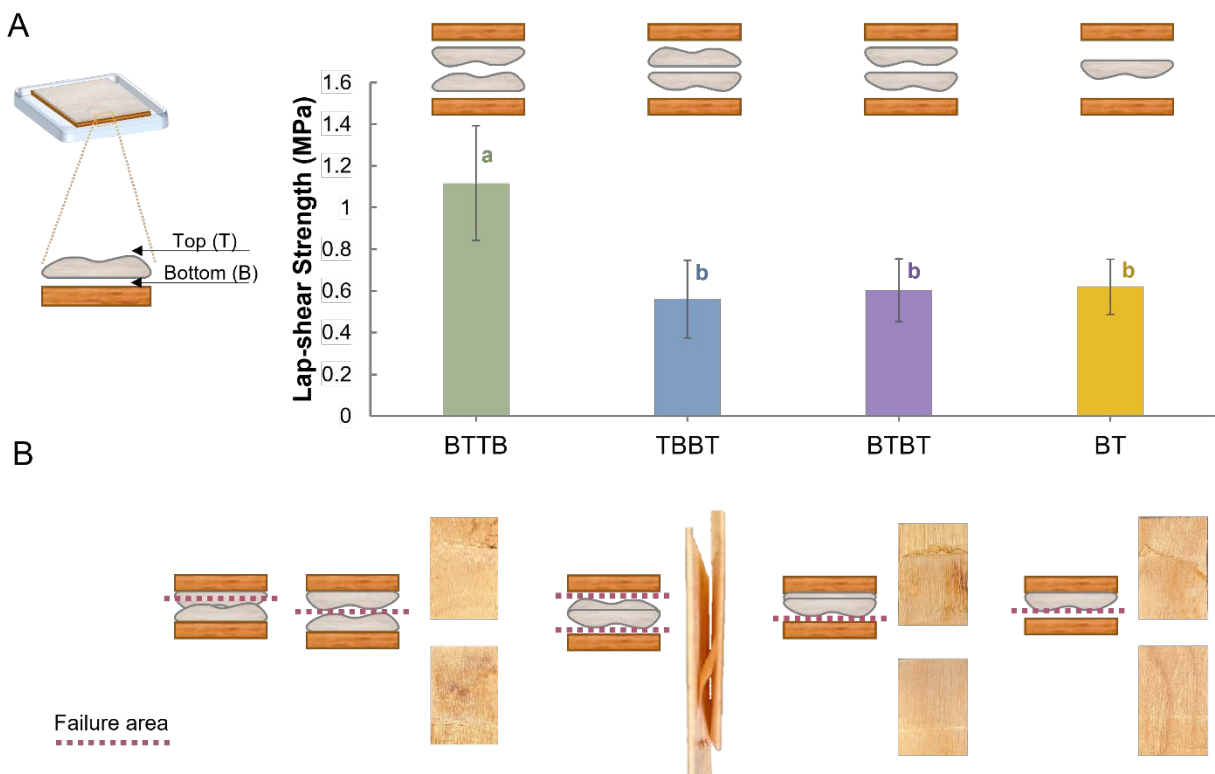 A
Top (T)
Bottom (B)
Lap-shear Strength (MPa)
1.6
1.4
1.2
1
0.8
0.6
0.4
0.2
0
a
b
b
b
BTTB
TBBT
BTBT
BT
B
Failure area